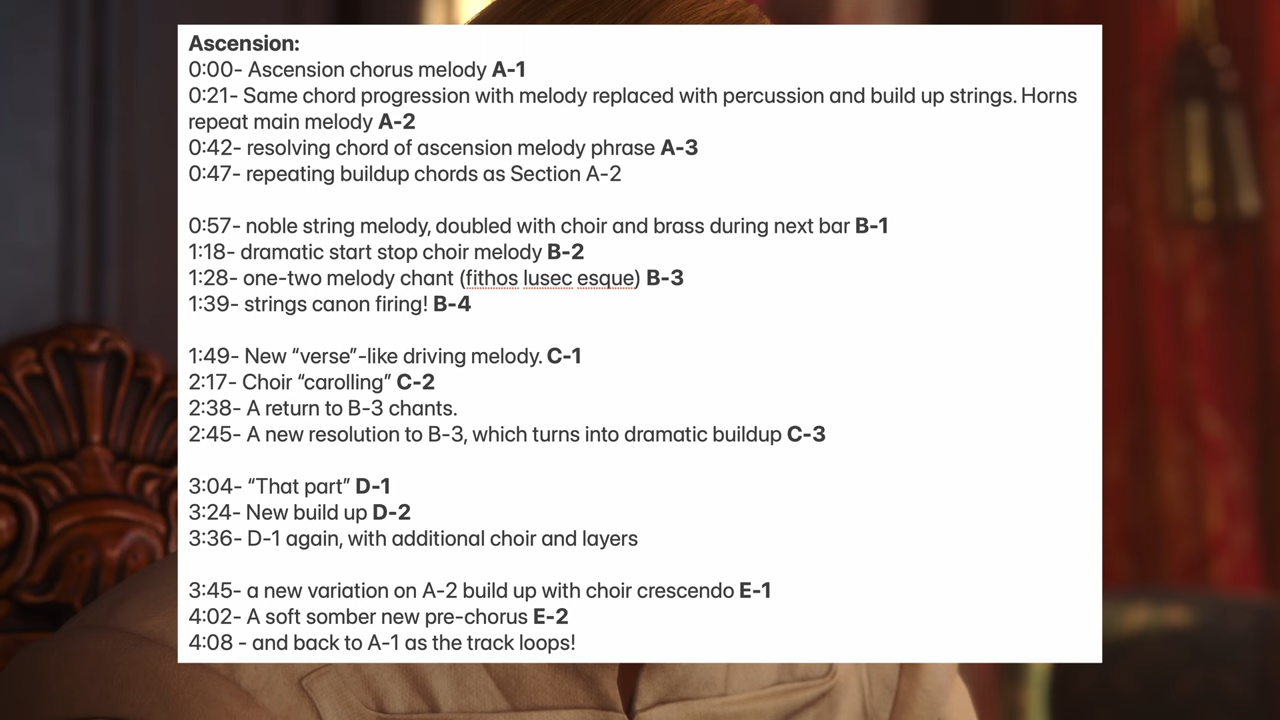 Ascension:
0:00- Ascension chorus melody A-1
0:21- Same chord progression with melody replaced with percussion and build up strings. Horns
repeat main melody A-2
0:42- resolving chord of ascension melody phrase A-3
0:47- repeating buildup chords as Section A-2
0:57- noble string melody, doubled with choir and brass during next bar B-1
1:18- dramatic start stop choir melody B-2
1:28- one-two melody chant (fithos lusec esque) B-3
1:39- strings canon firing! B-4
1:49- New “verse”-like driving melody. C-1
2:17- Choir “carolling” C-2
2:38- A return to B-3 chants.
2:45- A new resolution to B-3, which turns into dramatic buildup C-3
3:04- “That part” D-1
3:24- New build up D-2
3:36- D-1 again, with additional choir and layers
3:45- a new variation on A-2 build up with choir crescendo E-1
4:02- A soft somber new pre-chorus E-2
4:08 - and back to A-1 as the track loops!